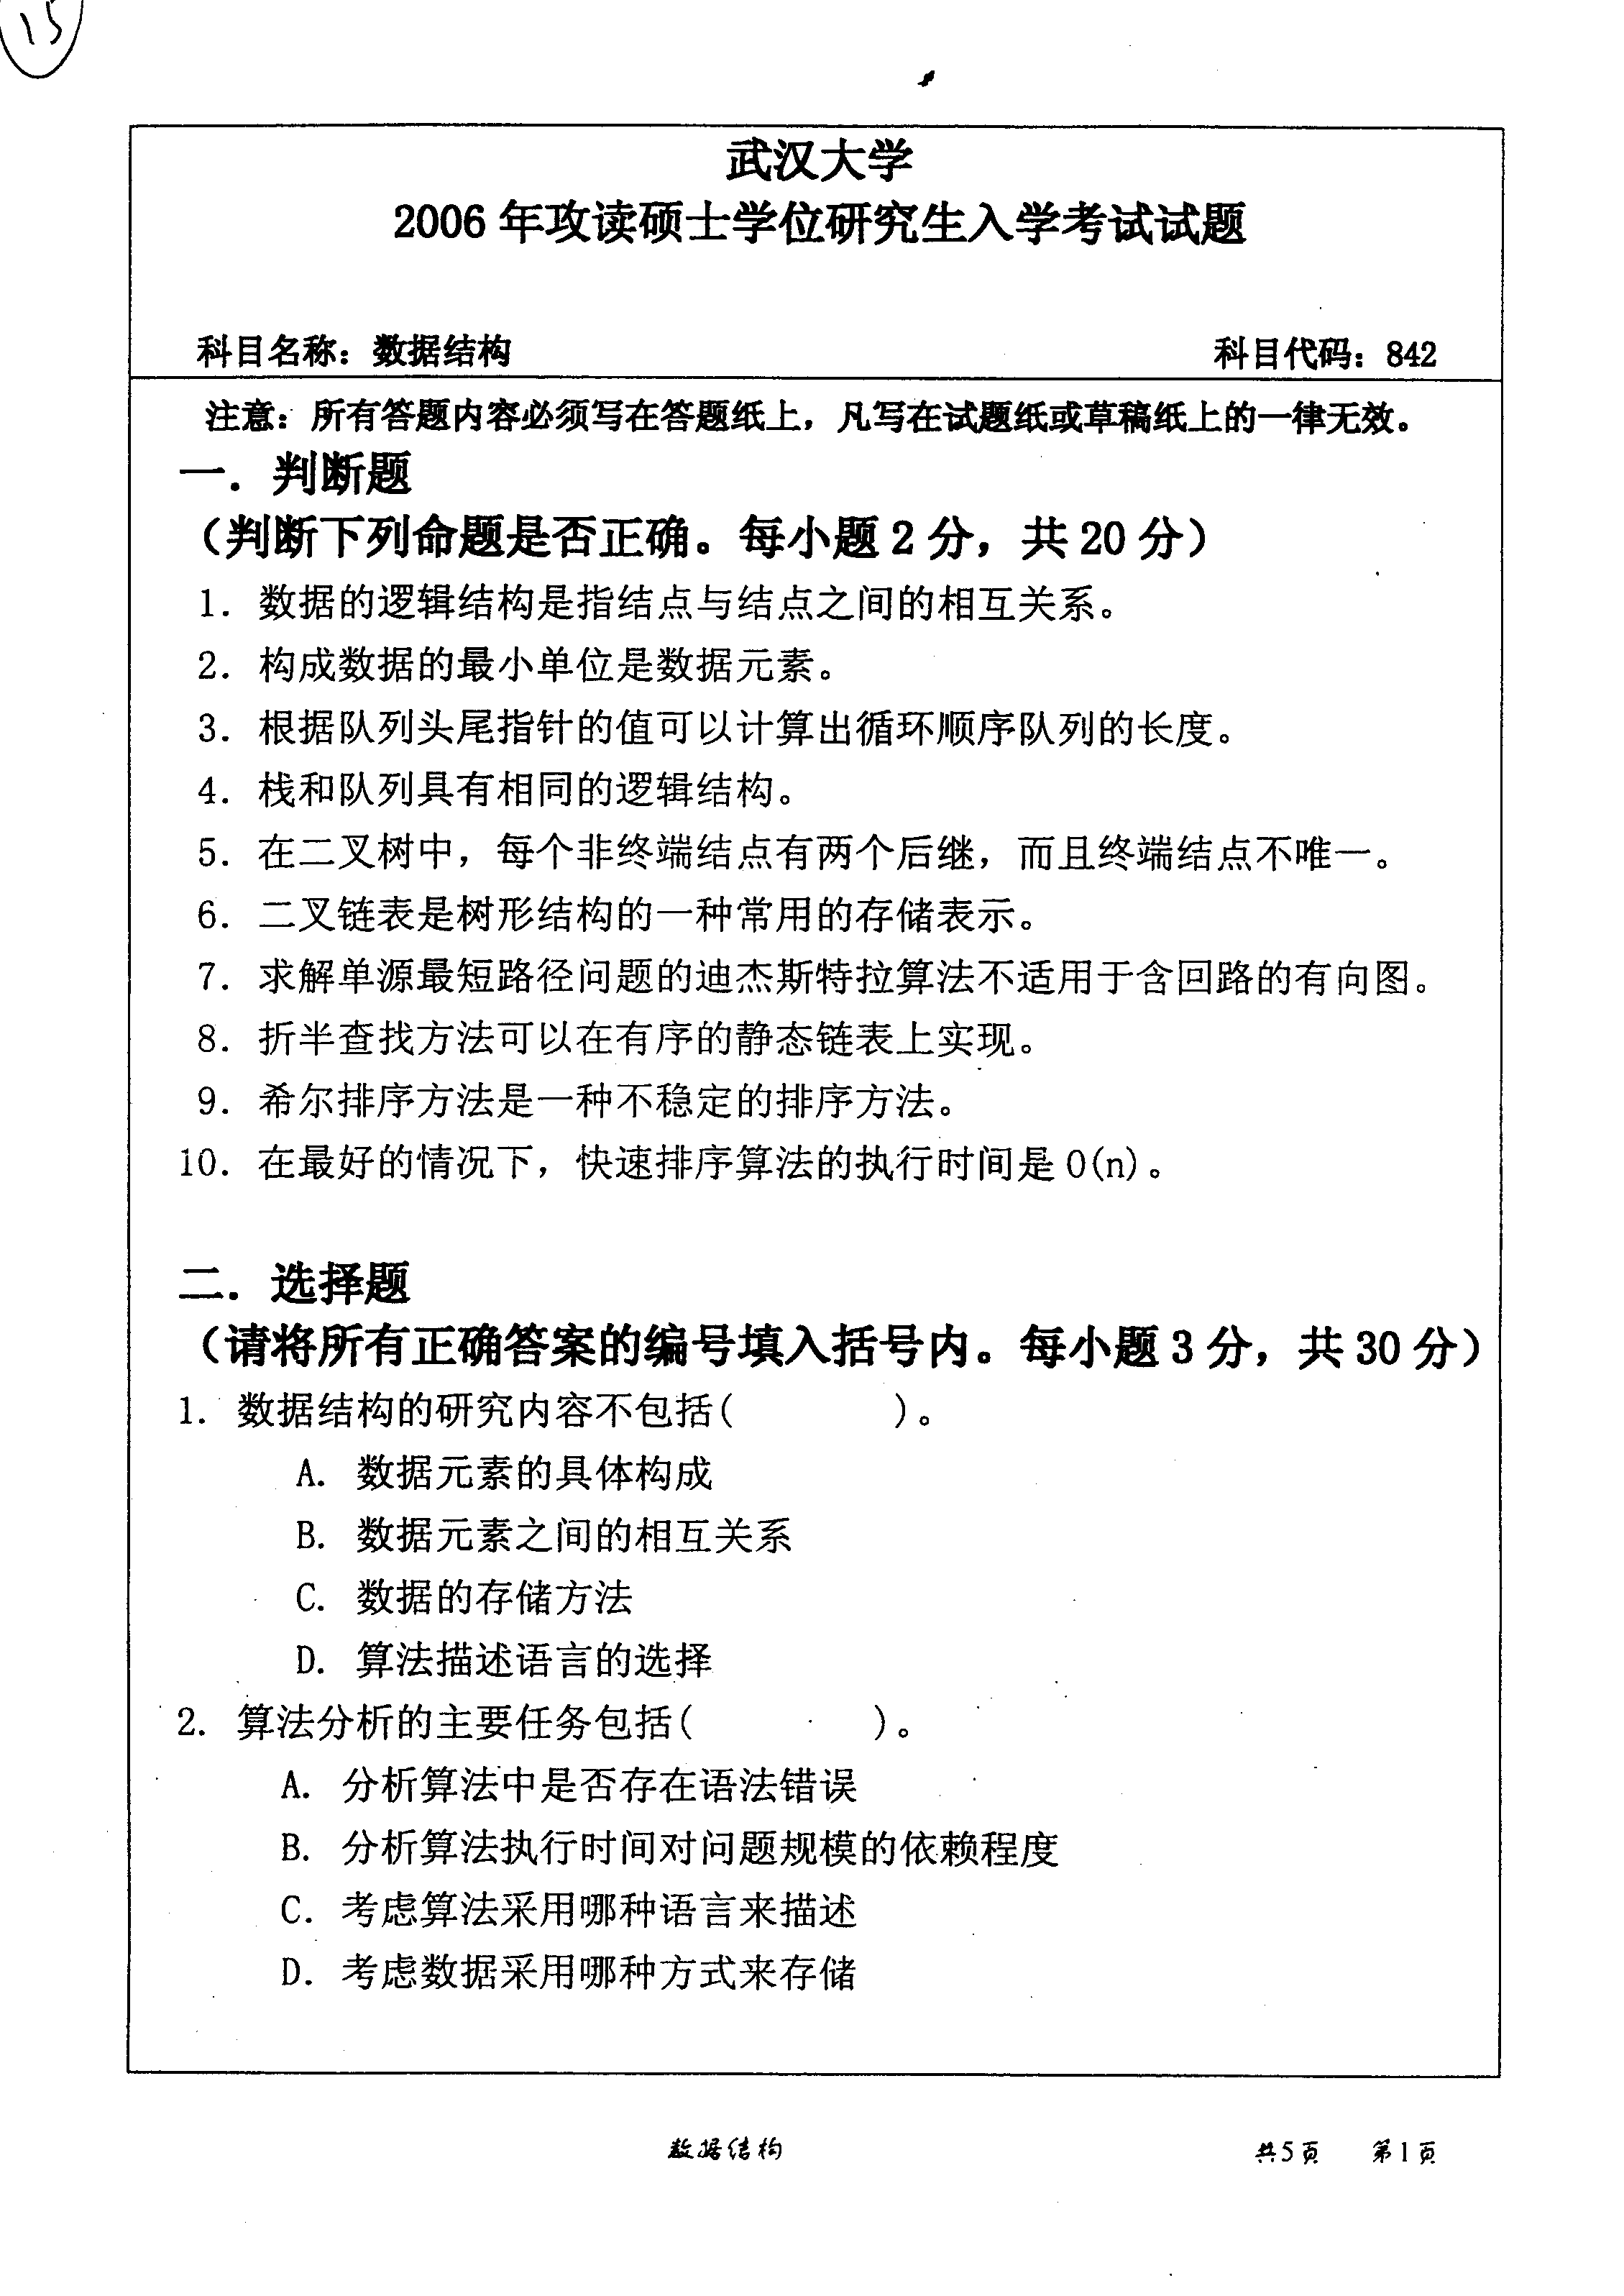 15
武汉大学
2006 年攻读硕士学位研究生入学考试试题
科目名称：数据结构 科目代码：842
注意：所有答题内容必须写在答题纸上，凡写在试题纸或草稿纸上的一律无效。
一．判断题
（判断下列命题是否正确。每小题 2 分，共 20 分）
1．数据的逻辑结构是指结点与结点之间的相互关系。
2．构成数据的最小单位是数据元素。
3．根据队列头尾指针的值可以计算出循环顺序队列的长度。
4．栈和队列具有相同的逻辑结构。
5．在二叉树中，每个非终端结点有两个后继，而且终端结点不唯一。
6．二叉链表是树形结构的一种常用的存储表示。
7．求解单源最短路径问题的迪杰斯特拉算法不适用于含回路的有向图。
8．折半查找方法可以在有序的静态链表上实现。
9．希尔排序方法是一种不稳定的排序方法。
10．在最好的情况下，快速排序算法的执行时间是 O(n)。
二．选择题
（请将所有正确答案的编号填入括号内。每小题 3 分，共 30 分）
1. 数据结构的研究内容不包括( )。
A. 数据元素的具体构成
B. 数据元素之间的相互关系
C. 数据的存储方法
D. 算法描述语言的选择
2. 算法分析的主要任务包括( )。
A. 分析算法中是否存在语法错误
B. 分析算法执行时间对问题规模的依赖程度
C. 考虑算法采用哪种语言来描述
D. 考虑数据采用哪种方式来存储
数据结构 共5页 第1页